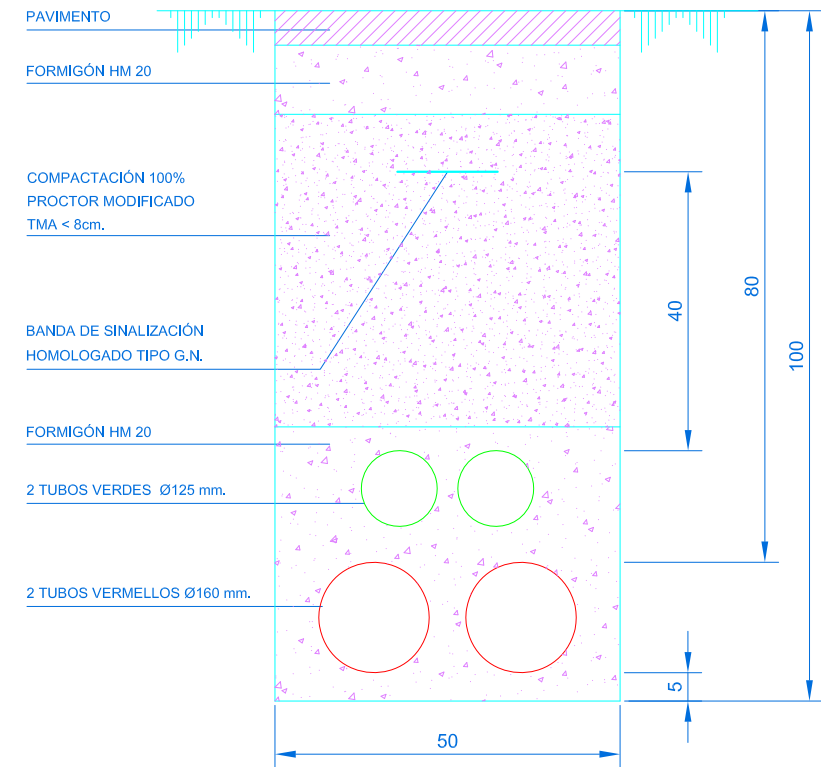 PAVIMENTO
FORMIGÓN HM 20
COMPACTACIÓN 100%
PROCTOR MODIFICADO
TMA < 8cm.
BANDA DE SINALIZACIÓN
HOMOLOGADO TIPO G.N.
FORMIGÓN HM 20
2 TUBOS VERDES Ø125 mm.
2 TUBOS VERMELLOS Ø160 mm.
40
80
100
5
50